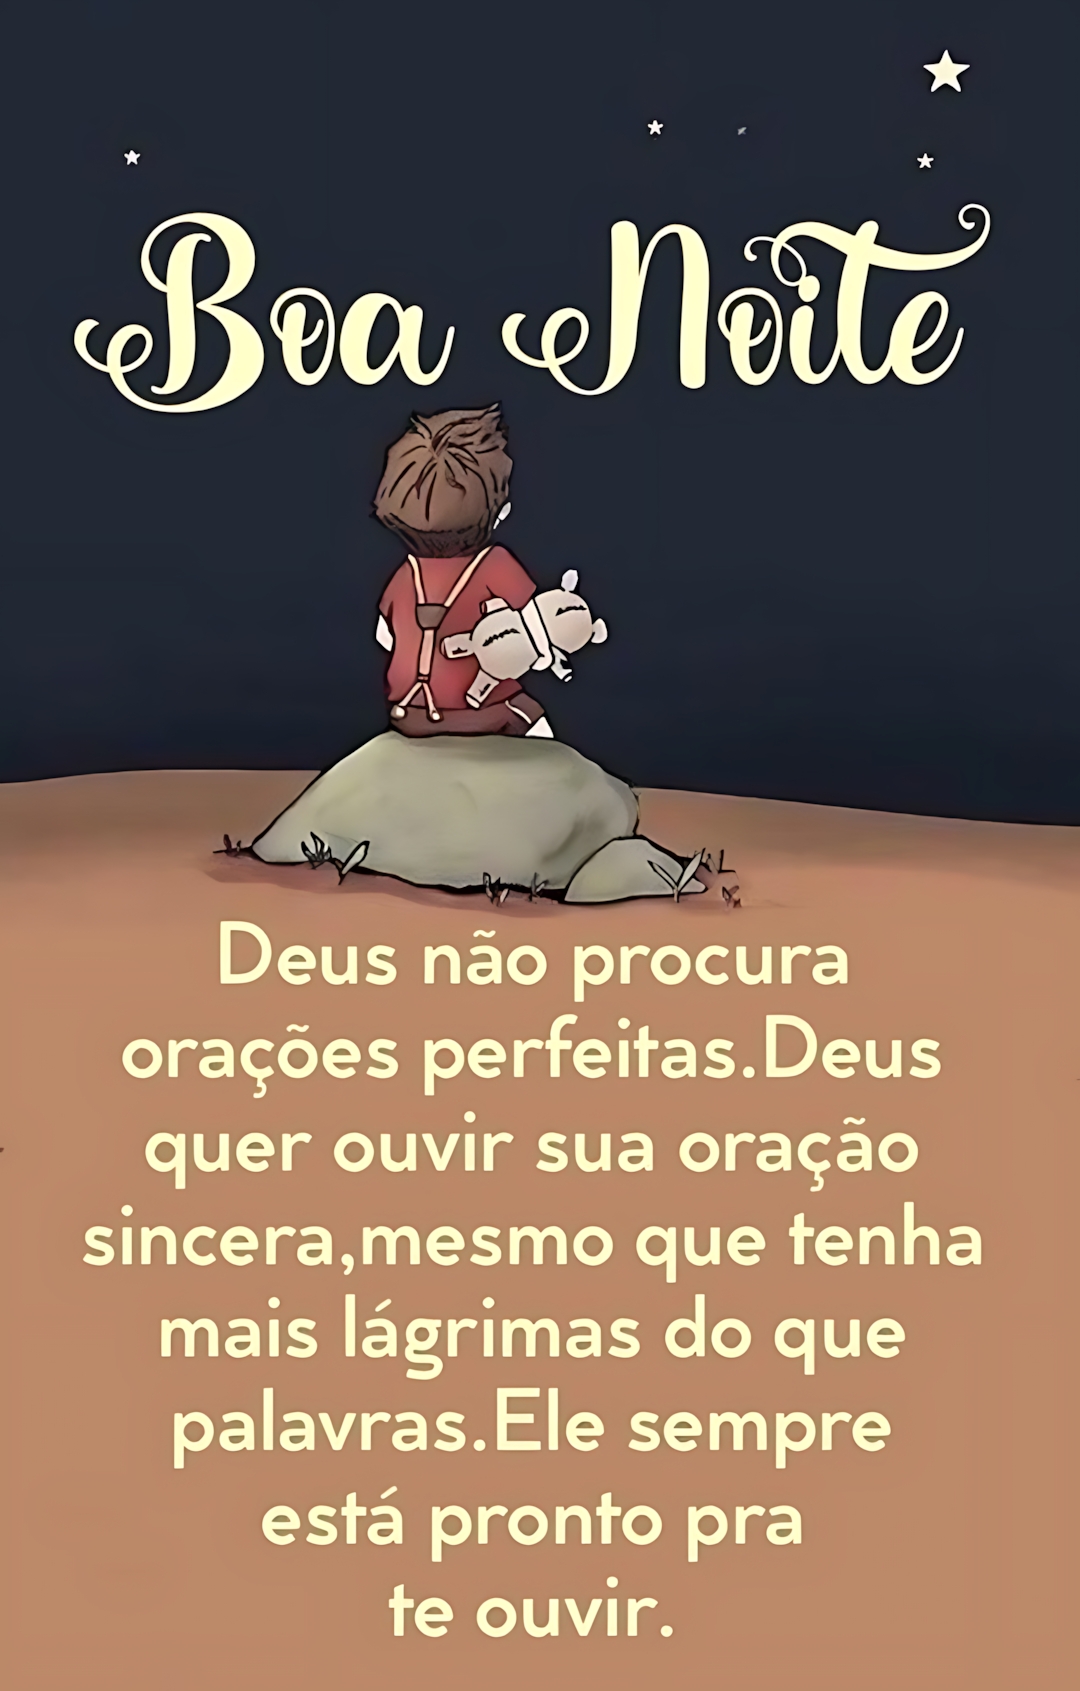 Boa Noite
Deus não procura
orações perfeitas.Deus
quer ouvir sua oração
sincera,mesmo que tenha
mais lágrimas do que
palavras.Ele sempre
está pronto pra
te ouvir.